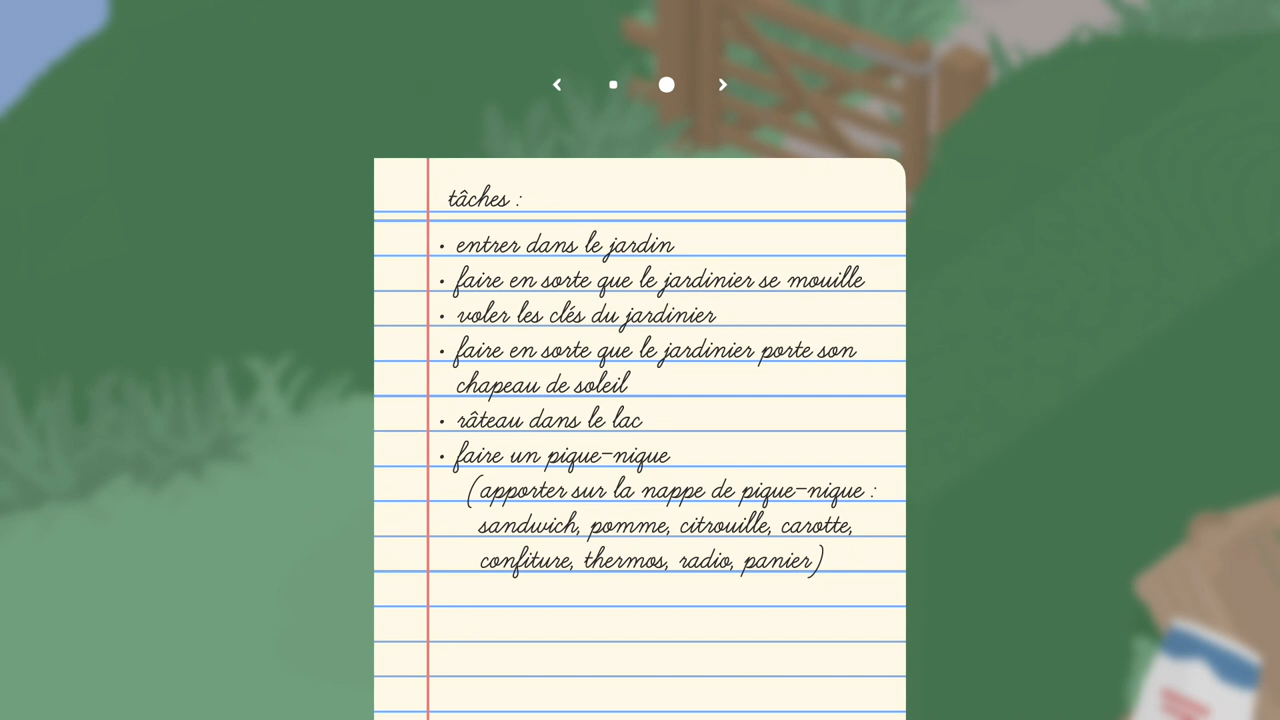 tâches :
• entrer dans le jardin
• faire en sorte que le jardinier se mouille
• voler les clés du jardinier
• faire en sorte que le jardinier porte son
chapeau de soleil
• râteau dans le lac
• faire un pique-nique
(apporter sur la nappe de pique-nique :
sandwich, pomme, citrouille, carotte,
confiture, thermos, radio, panier)